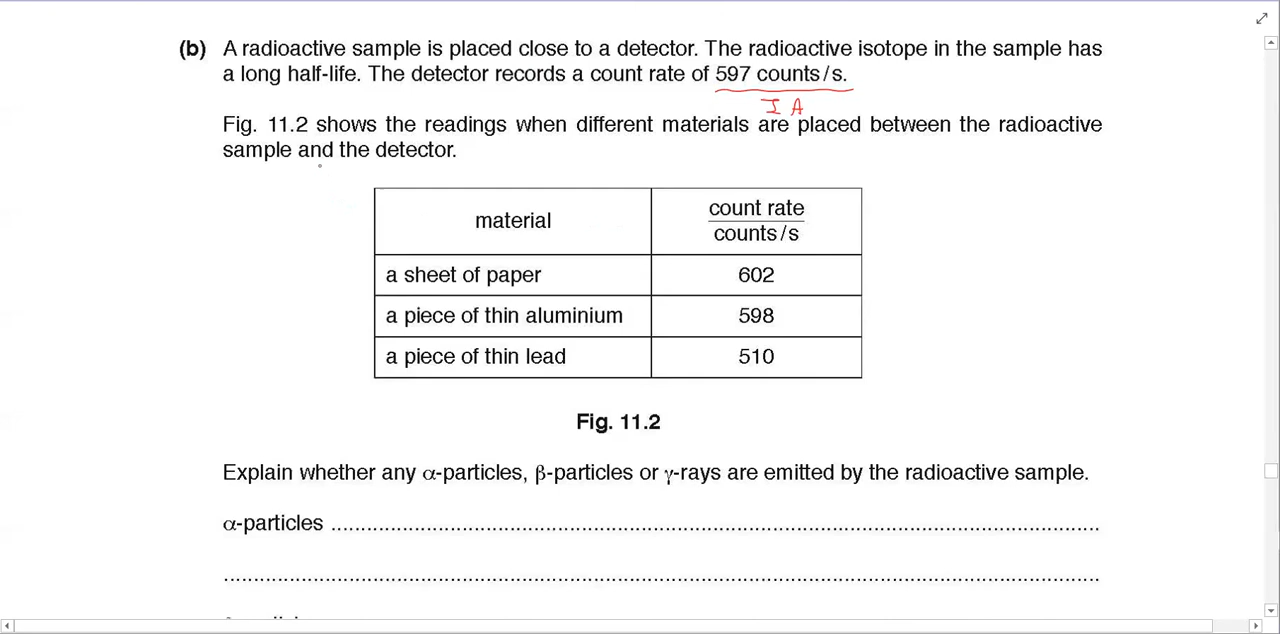 (b) A radioactive sample is placed close to a detector. The radioactive isotope in the sample has
a long half-life. The detector records a count rate of 597 counts/s.
I A
Fig. 11.2 shows the readings when different materials are placed between the radioactive
sample and the detector.
material
count rate
counts/s
a sheet of paper 602
a piece of thin aluminium 598
a piece of thin lead 510
Fig. 11.2
Explain whether any α-particles, β-particles or γ-rays are emitted by the radioactive sample.
α-particles ....................................................................................................
....................................................................................................